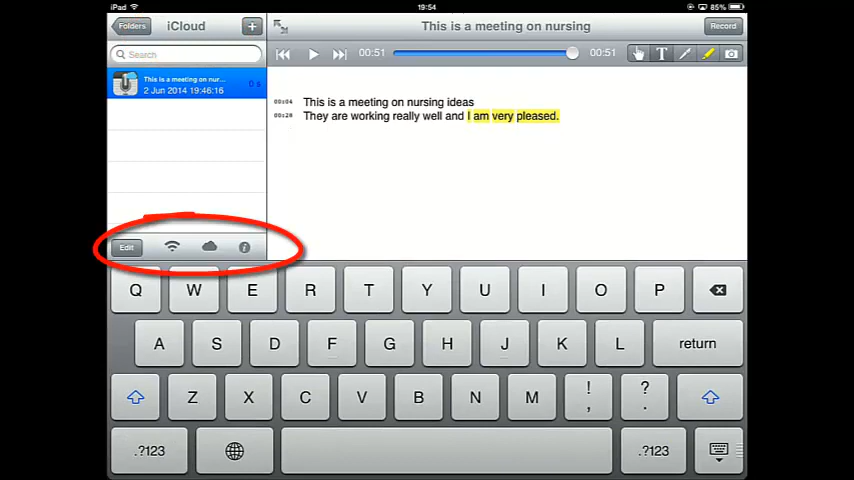 iPad 19:54 85%
Folders iCloud + This is a meeting on nursing Record
Search 00:51 00:51 T
This is a meeting on nur... 0 s
2 Jun 2014 19:46:16
00:04 This is a meeting on nursing ideas
00:28 They are working really well and I am very pleased.
Edit i
Q W E R T Y U I O P
A S D F G H J K L return
Z X C V B N M ! , ? .
.?123 .?123